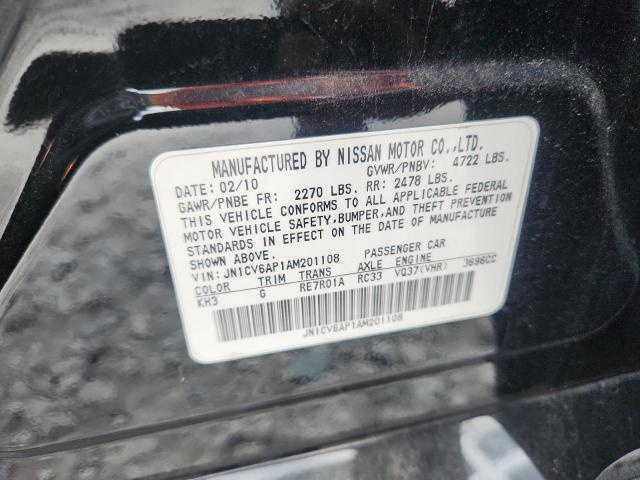 MANUFACTURED BY NISSAN MOTOR CO.,LTD.
DATE: 02/10 GVWR/PNBV: 4722 LBS.
GAWR/PNBE FR: 2270 LBS. RR: 2478 LBS.
THIS VEHICLE CONFORMS TO ALL APPLICABLE FEDERAL
MOTOR VEHICLE SAFETY, BUMPER, AND THEFT PREVENTION
STANDARDS IN EFFECT ON THE DATE OF MANUFACTURE
SHOWN ABOVE.
VIN: JN1CV6AP1AM201108 PASSENGER CAR
COLOR TRIM TRANS AXLE ENGINE
KH3 G RE7R01A RC33 VQ37(VHR) 3696CC
JN1CV6AP1AM201108